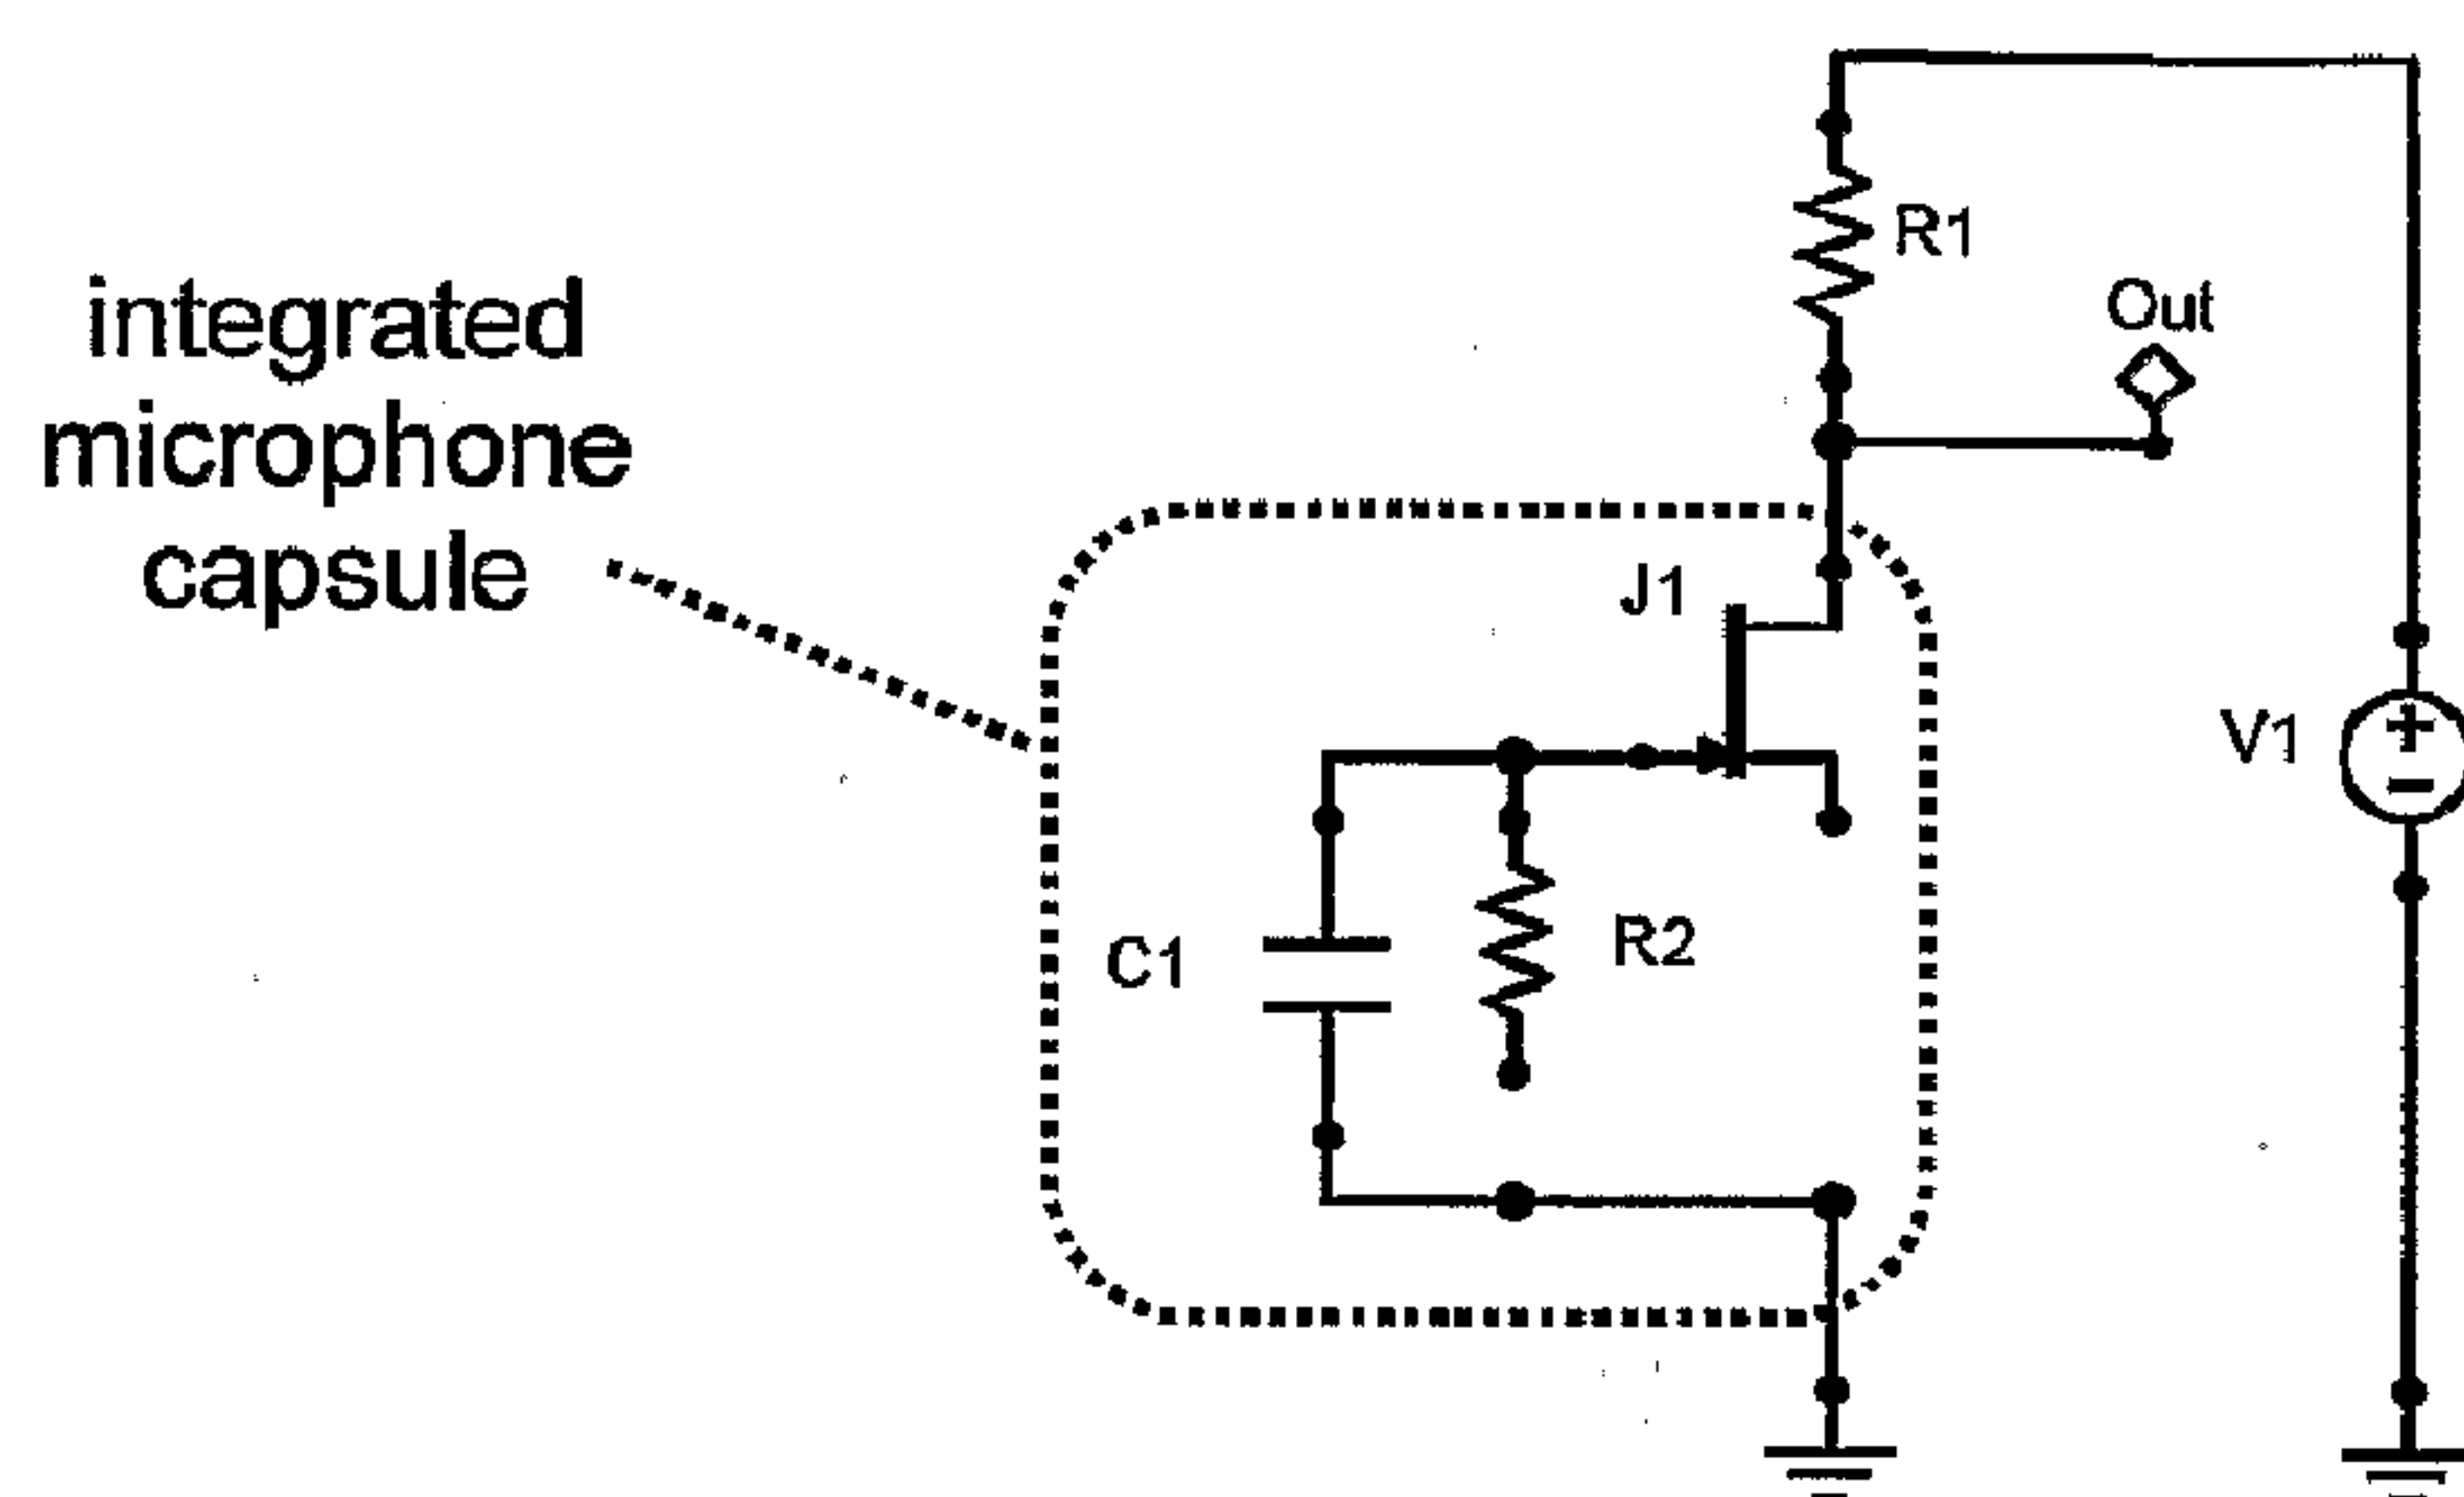 integrated
microphone
capsule
R1
Out
J1
V1
C1
R2